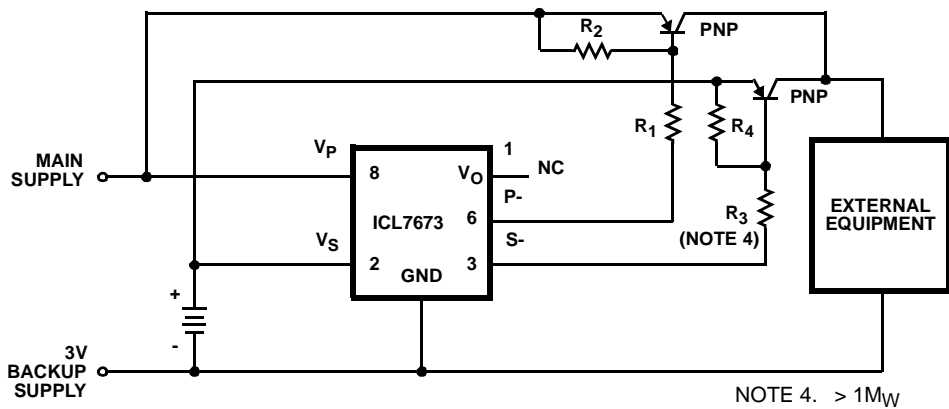 R2
PNP
PNP
R1
R4
MAIN
SUPPLY
VP
8
VO
1
NC
P-
ICL7673
6
S-
R3
(NOTE 4)
EXTERNAL
EQUIPMENT
VS
2
GND
3
+
-
3V
BACKUP
SUPPLY
NOTE 4. > 1MW